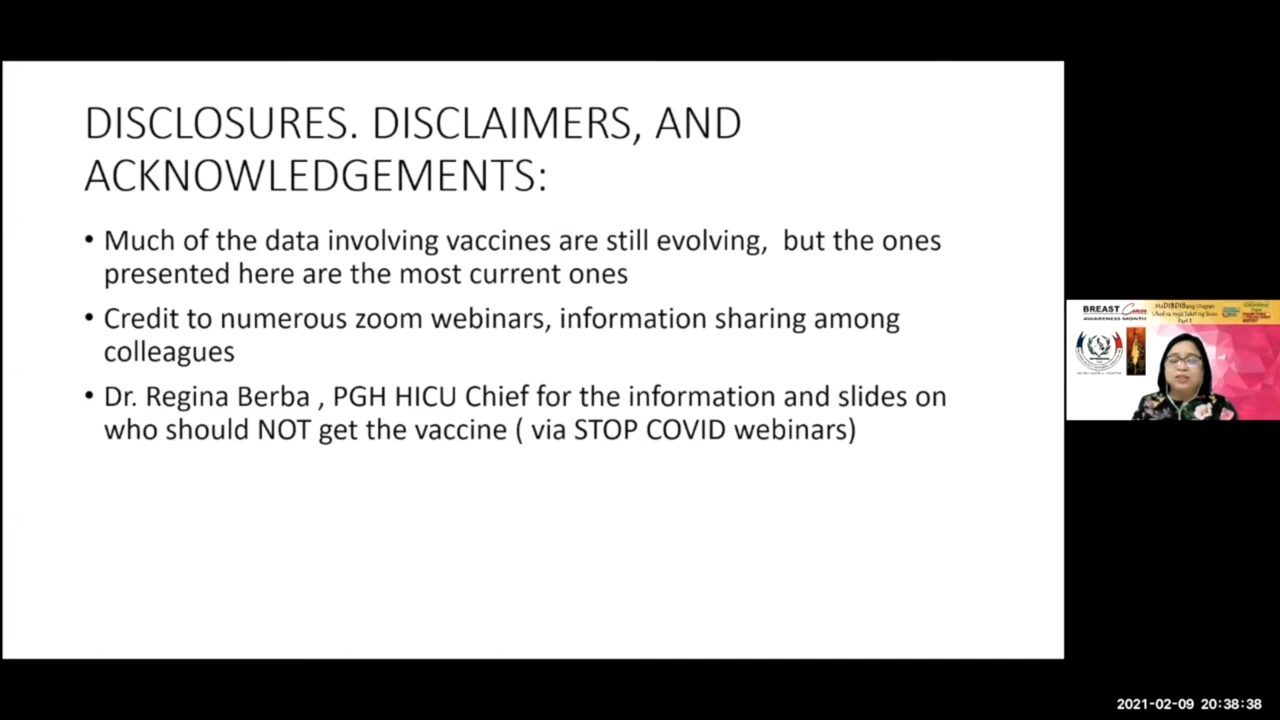 DISCLOSURES. DISCLAIMERS, AND
ACKNOWLEDGEMENTS:
• Much of the data involving vaccines are still evolving,  but the ones
presented here are the most current ones
• Credit to numerous zoom webinars, information sharing among
colleagues
• Dr. Regina Berba , PGH HICU Chief for the information and slides on
who should NOT get the vaccine ( via STOP COVID webinars)
BREAST Cancer
AWARENESS MONTH
2021-02-09 20:38:38